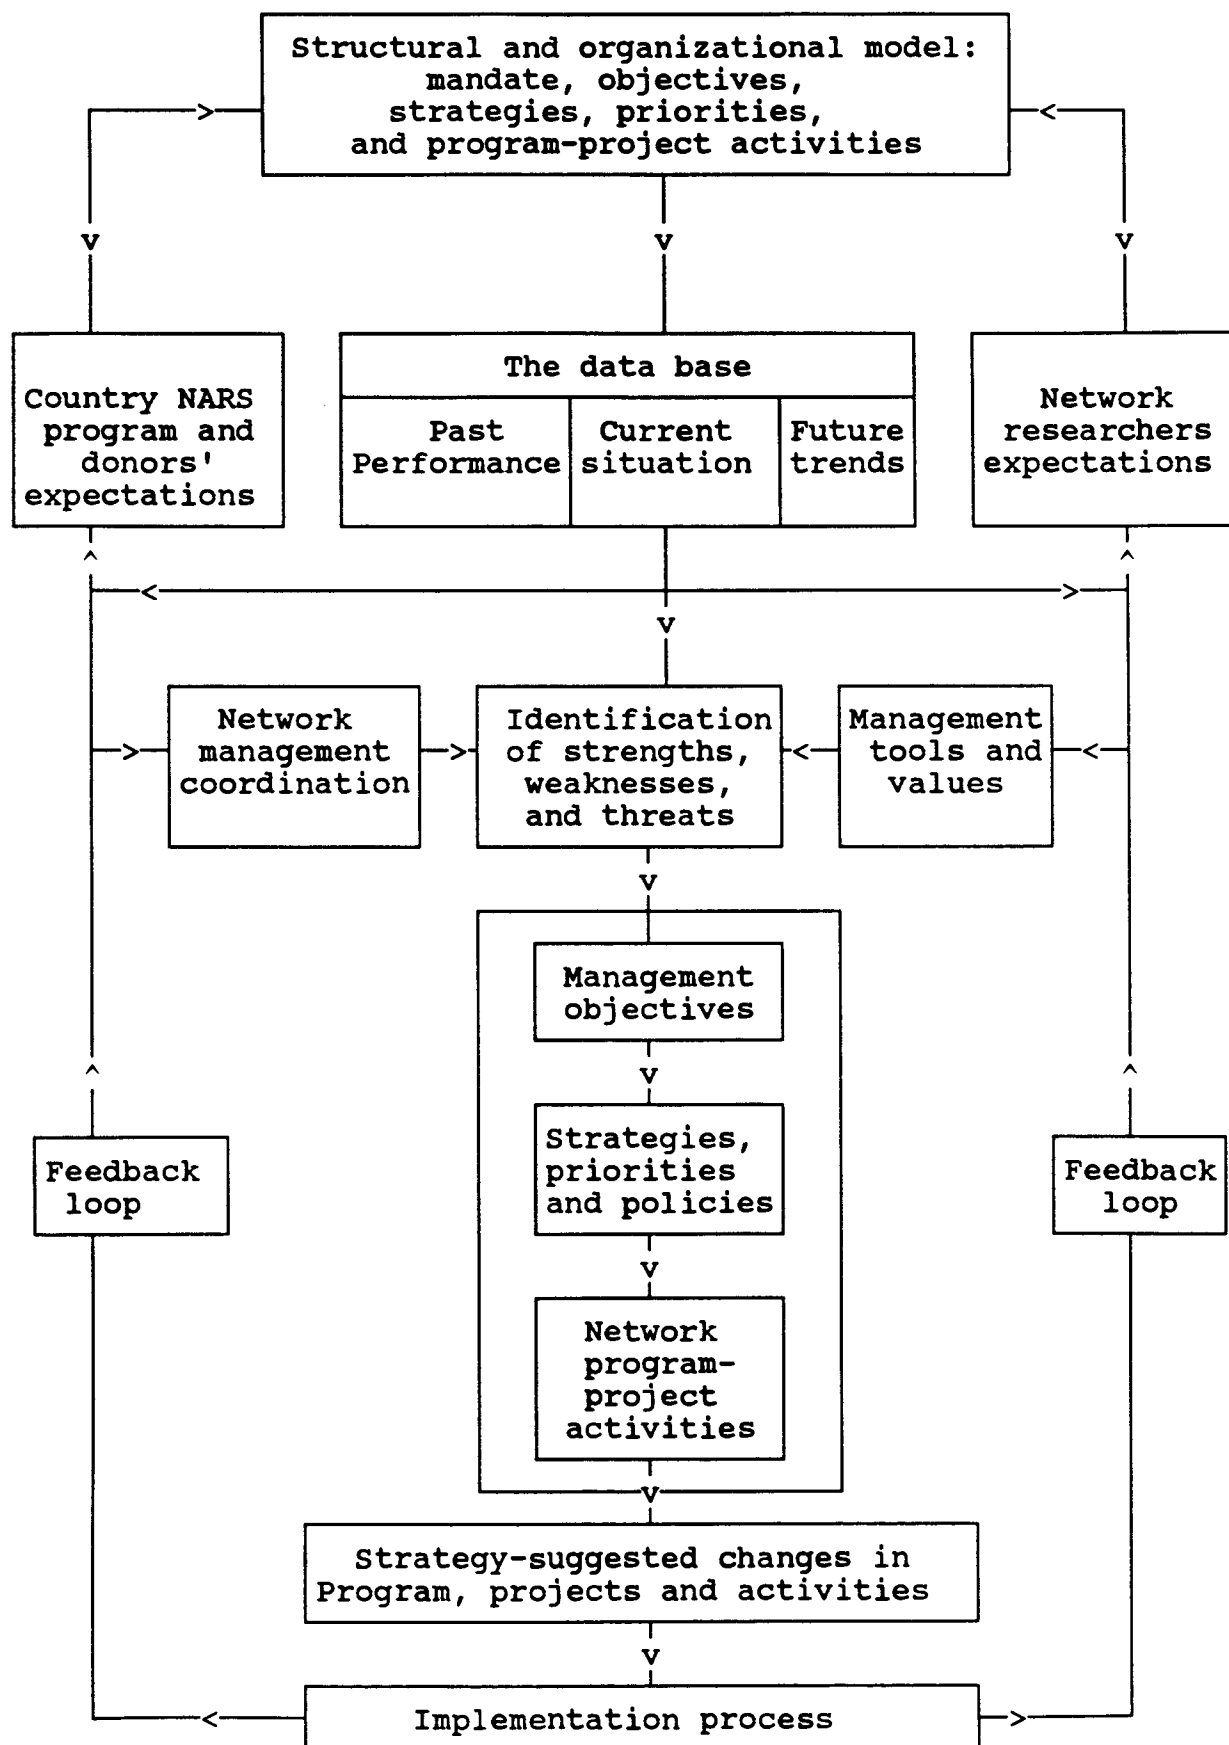 Structural and organizational model:
mandate, objectives,
strategies, priorities,
and program-project activities
Country NARS
program and
donors'
expectations
The data base
Past
Performance
Current
situation
Future
trends
Network
researchers
expectations
Network
management
coordination
Identification
of strengths,
weaknesses,
and threats
Management
tools and
values
Management
objectives
Strategies,
priorities
and policies
Feedback
loop
Feedback
loop
Network
program-
project
activities
Strategy-suggested changes in
Program, projects and activities
Implementation process